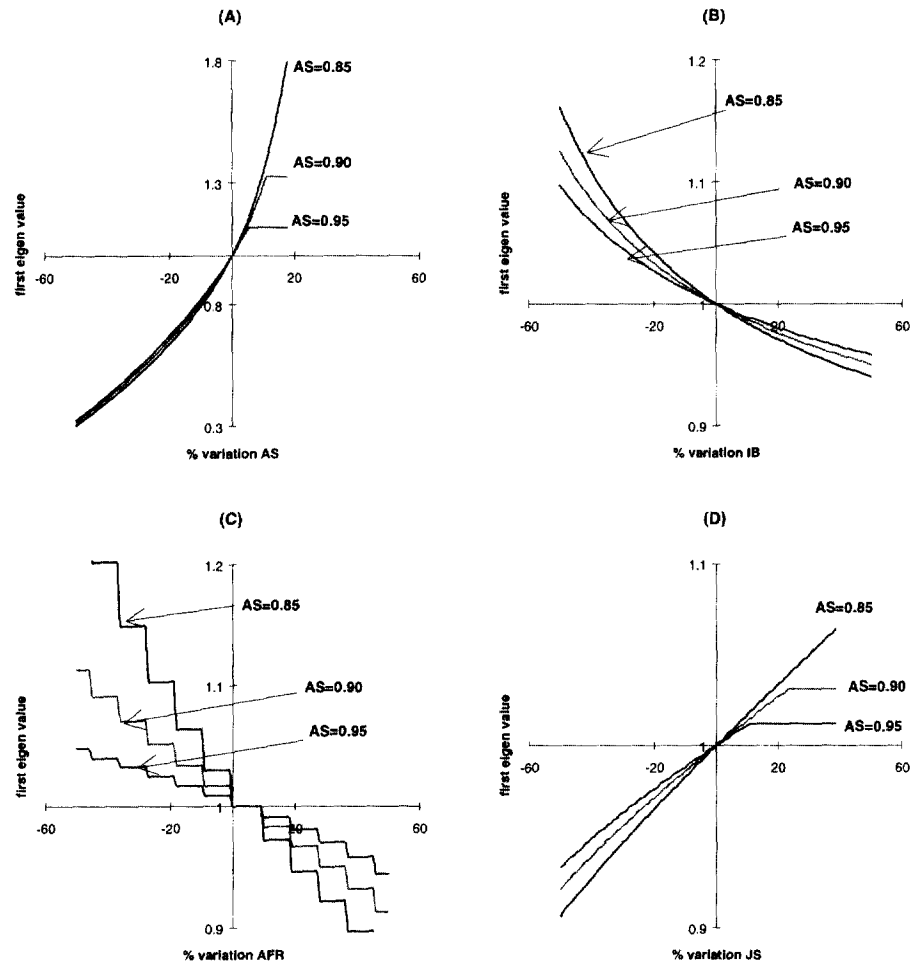 (A)
1.8
AS=0.85
AS=0.90
1.3
AS=0.95
first eigen value
-60
-20
20
60
0.8
0.3
% variation AS
(B)
1.2
AS=0.85
1.1
AS=0.90
AS=0.95
first eigen value
-60
-20
1
20
60
0.9
% variation IB
(C)
1.2
AS=0.85
1.1
AS=0.90
AS=0.95
first eigen value
-60
-20
1
20
60
0.9
% variation AFR
(D)
1.1
AS=0.85
AS=0.90
AS=0.95
first eigen value
-60
-20
1
20
60
0.9
% variation JS